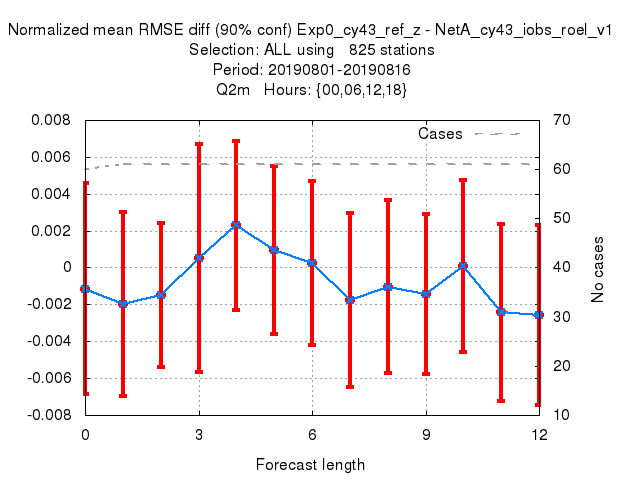 Normalized mean RMSE diff (90% conf) Exp0_cy43_ref_z - NetA_cy43_iobs_roel_v1
Selection: ALL using   825 stations
Period: 20190801-20190816
Q2m   Hours: {00,06,12,18}
Cases
0.008
0.006
0.004
0.002
0
-0.002
-0.004
-0.006
-0.008
70
60
50
40
30
20
10
No cases
0 3 6 9 12
Forecast length